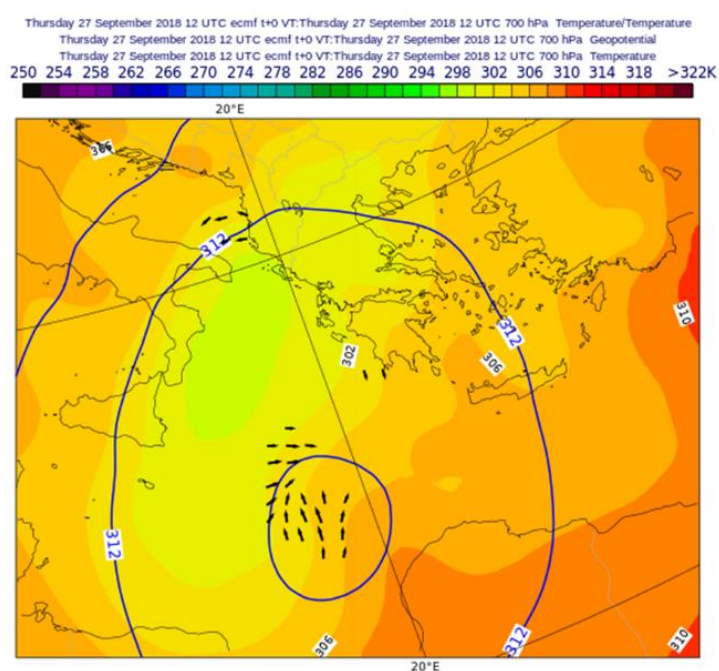 Thursday 27 September 2018 12 UTC ecmf t+0 VT:Thursday 27 September 2018 12 UTC 700 hPa Temperature/Temperature
Thursday 27 September 2018 12 UTC ecmf t+0 VT:Thursday 27 September 2018 12 UTC 700 hPa Geopotential
Thursday 27 September 2018 12 UTC ecmf t+0 VT:Thursday 27 September 2018 12 UTC 700 hPa Temperature
250 254 258 262 266 270 274 278 282 286 290 294 298 302 306 310 314 318 >322K
20°E
312
310
312
302
306
312
312
306
310
20°E